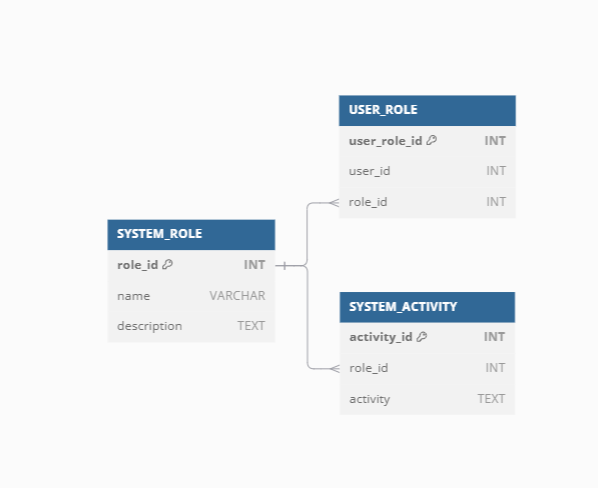 USER_ROLE
user_role_id INT
user_id INT
role_id INT
SYSTEM_ROLE
role_id INT
name VARCHAR
description TEXT
SYSTEM_ACTIVITY
activity_id INT
role_id INT
activity TEXT